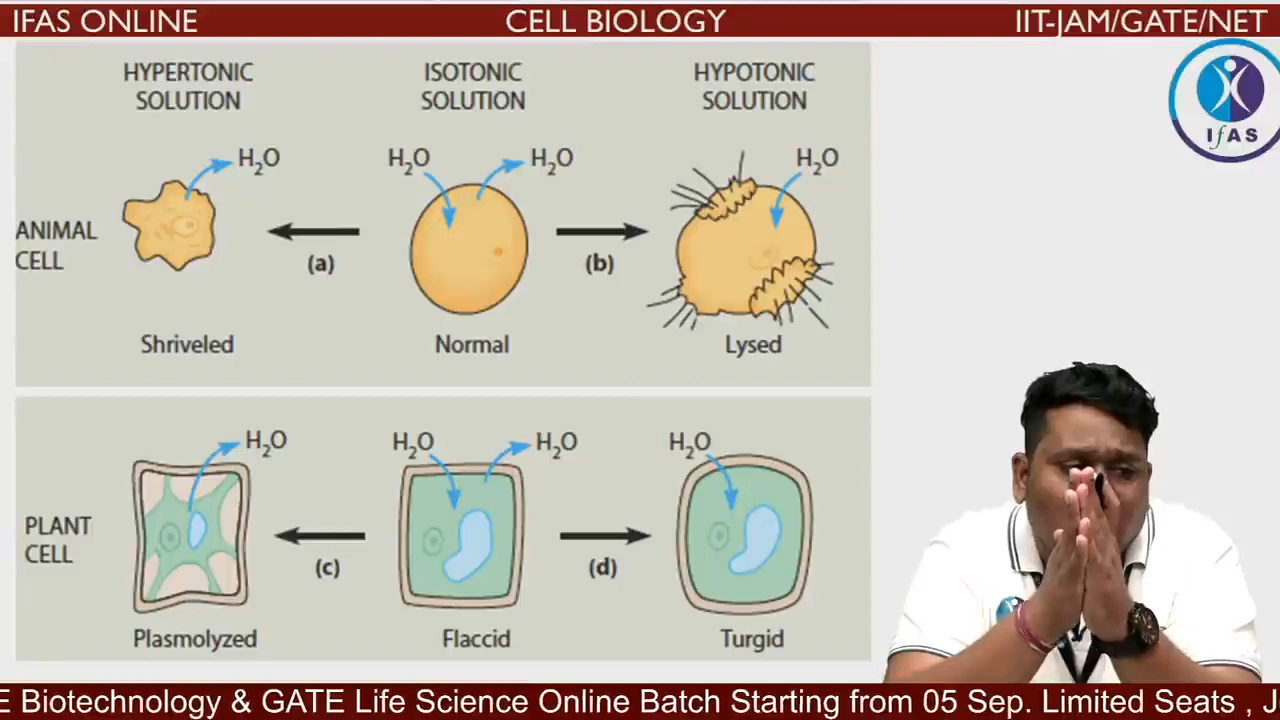 IFAS ONLINE
CELL BIOLOGY
IIT-JAM/GATE/NET
IfAS
HYPERTONIC
SOLUTION
ISOTONIC
SOLUTION
HYPOTONIC
SOLUTION
H₂O
H₂O
H₂O
H₂O
ANIMAL
CELL
(a)
(b)
Shriveled
Normal
Lysed
H₂O
H₂O
H₂O
H₂O
PLANT
CELL
(c)
(d)
Plasmolyzed
Flaccid
Turgid
E Biotechnology & GATE Life Science Online Batch Starting from 05 Sep. Limited Seats , J